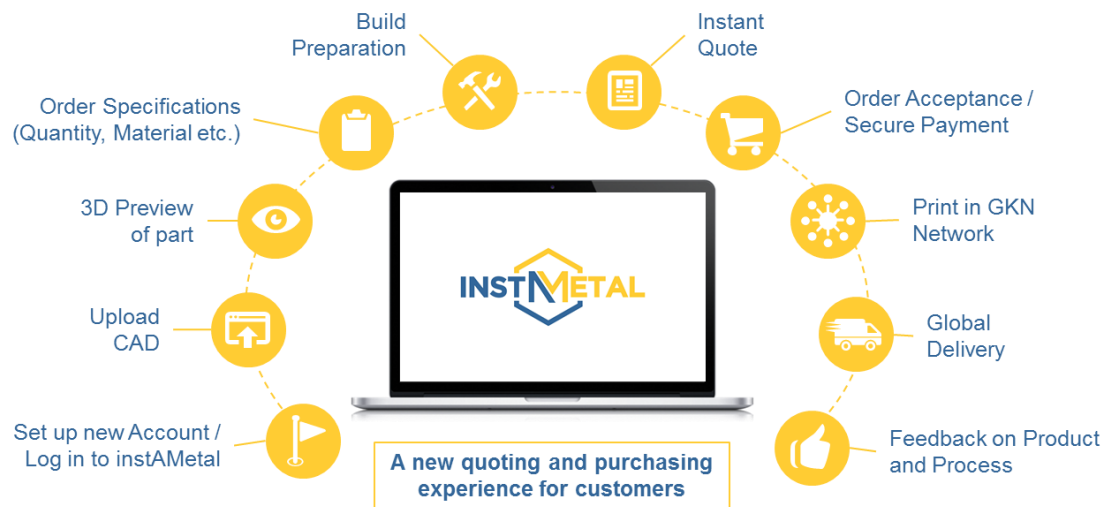 Build
Preparation
Instant
Quote
Order Specifications
(Quantity, Material etc.)
Order Acceptance /
Secure Payment
3D Preview
of part
Print in GKN
Network
INSTAMETAL
Upload
CAD
Global
Delivery
Set up new Account /
Log in to instAMetal
Feedback on Product
and Process
A new quoting and purchasing
experience for customers